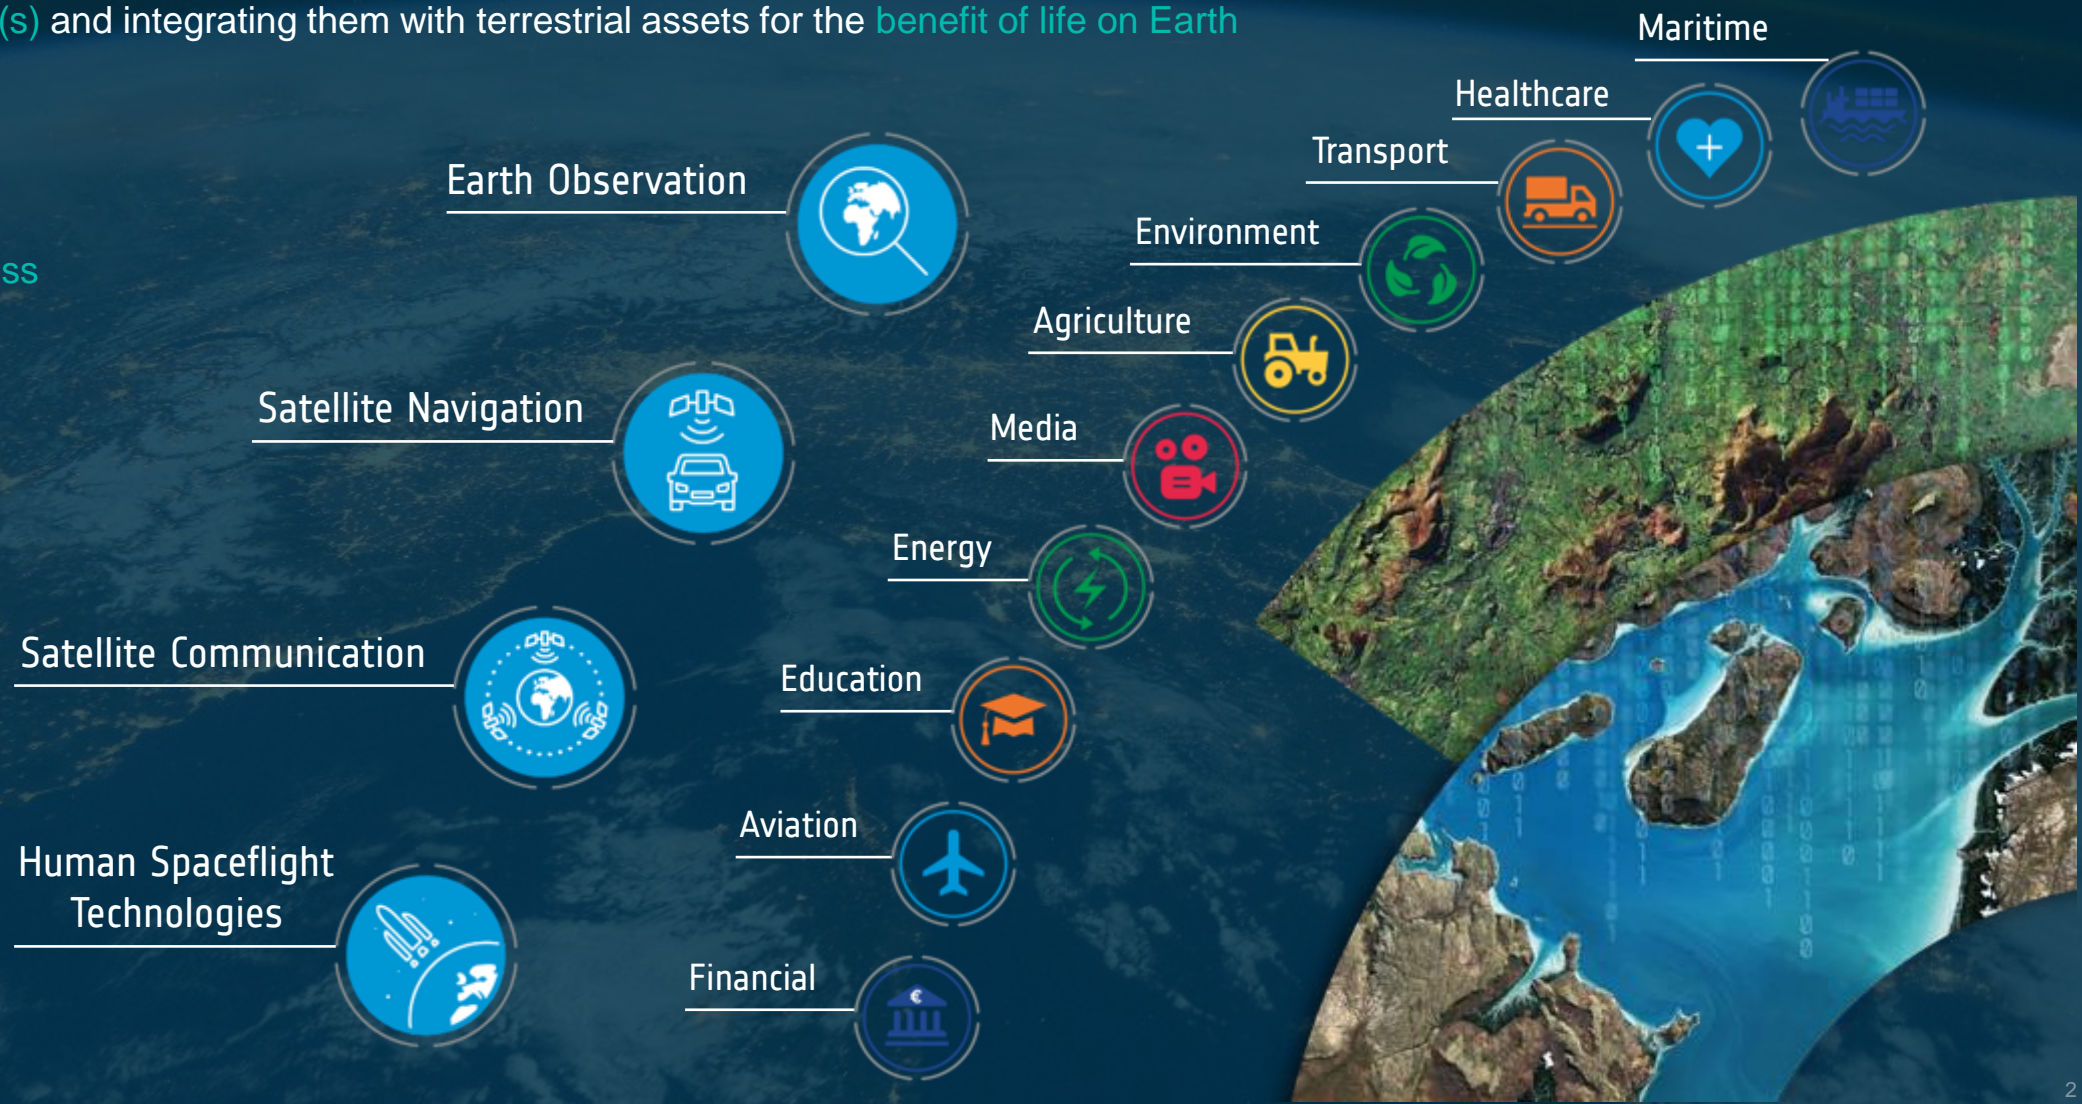 (s) and integrating them with terrestrial assets for the benefit of life on Earth
Maritime
Healthcare
Transport
Earth Observation
Environment
ss
Agriculture
Satellite Navigation
Media
Energy
Satellite Communication
Education
Aviation
Human Spaceflight
Technologies
Financial
€
2